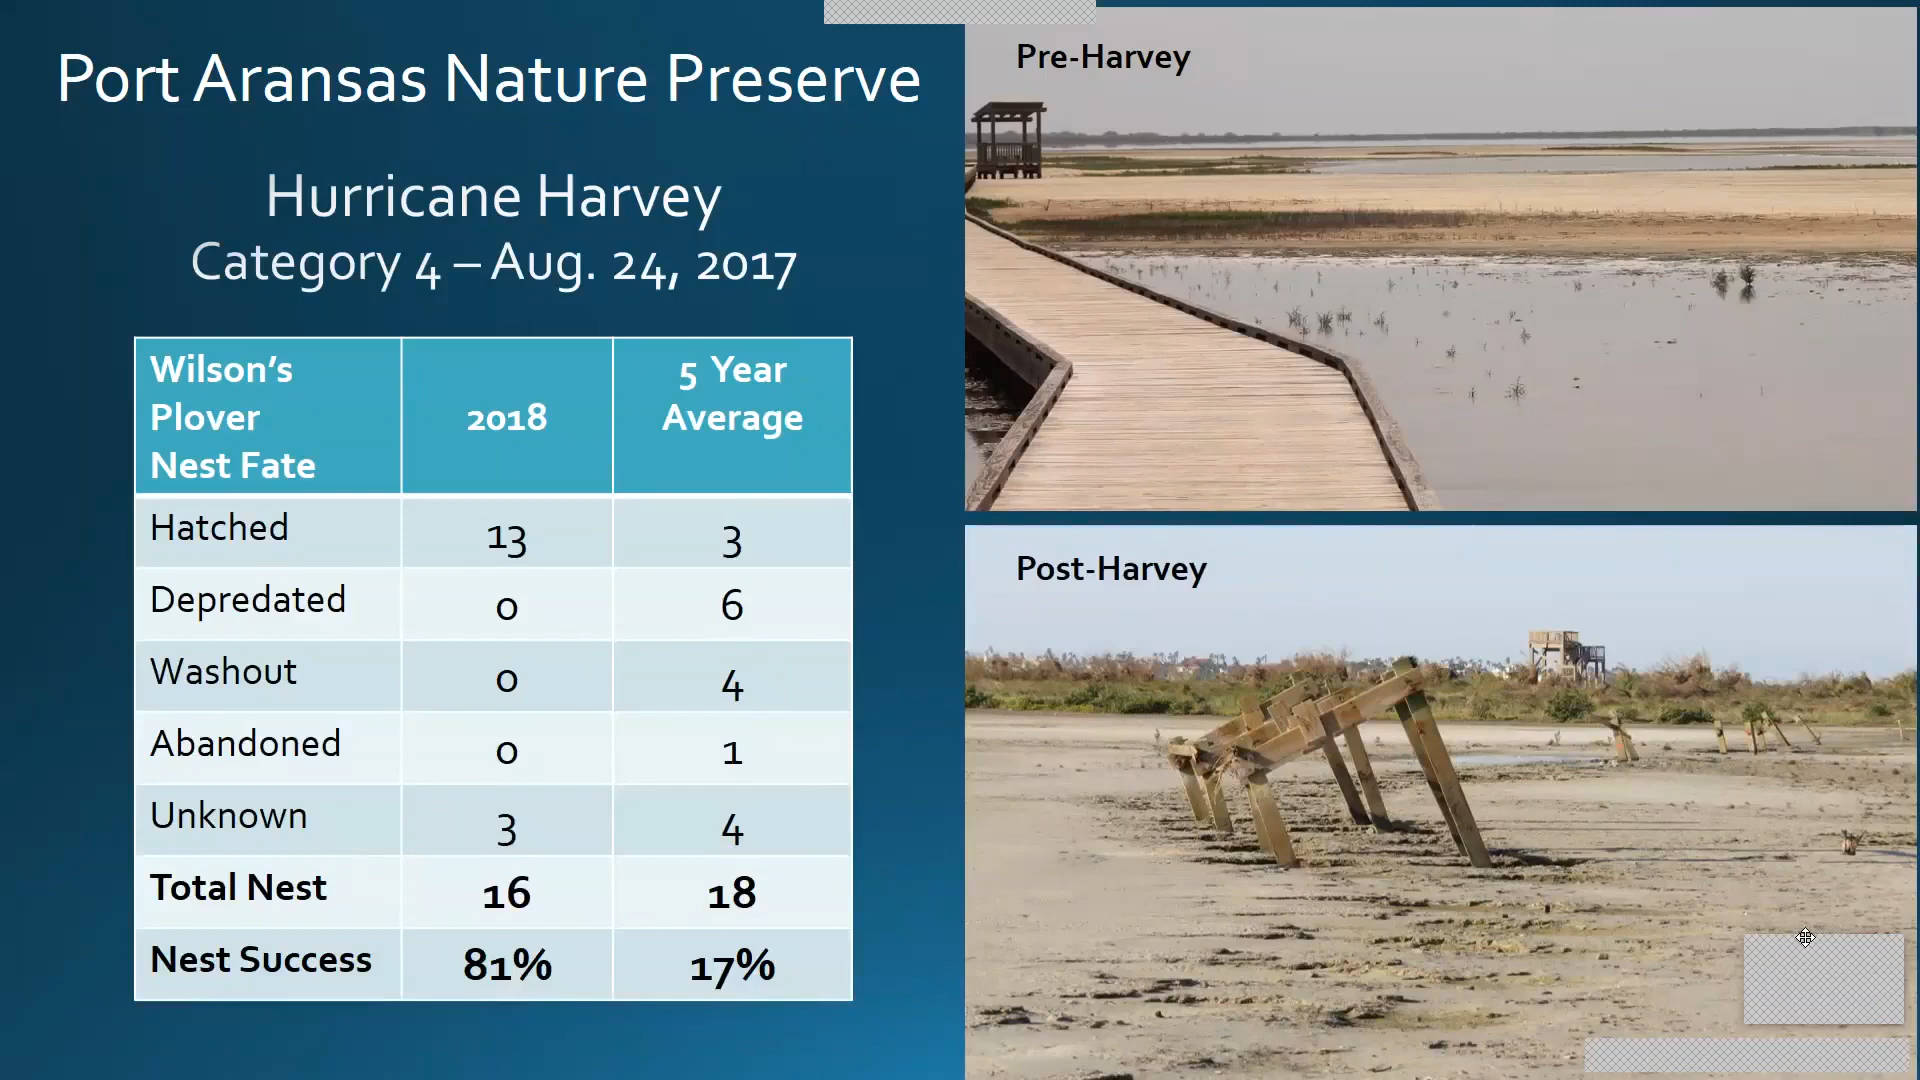 Port Aransas Nature Preserve
Hurricane Harvey
Category 4 – Aug. 24, 2017
Wilson's Plover Nest Fate 2018 5 Year Average
Hatched 13 3
Depredated 0 6
Washout 0 4
Abandoned 0 1
Unknown 3 4
Total Nest 16 18
Nest Success 81% 17%
Pre-Harvey
Post-Harvey